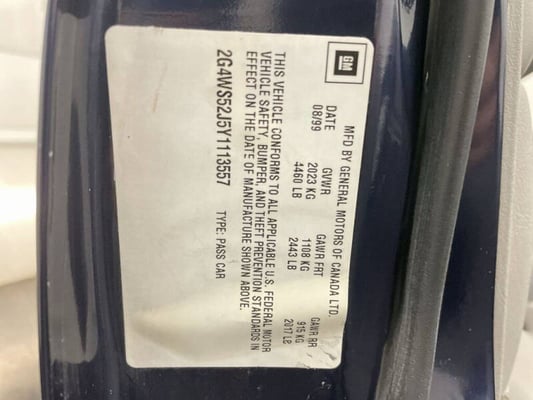 GM
MFD BY GENERAL MOTORS OF CANADA LTD.
DATE GVWR GAWR FRT GAWR RR
08/99 2023 KG 1108 KG 915 KG
4460 LB 2443 LB 2017 LB
THIS VEHICLE CONFORMS TO ALL APPLICABLE U.S. FEDERAL MOTOR
VEHICLE SAFETY, BUMPER, AND THEFT PREVENTION STANDARDS IN
EFFECT ON THE DATE OF MANUFACTURE SHOWN ABOVE.
2G4WS52J5Y1113557 TYPE: PASS CAR